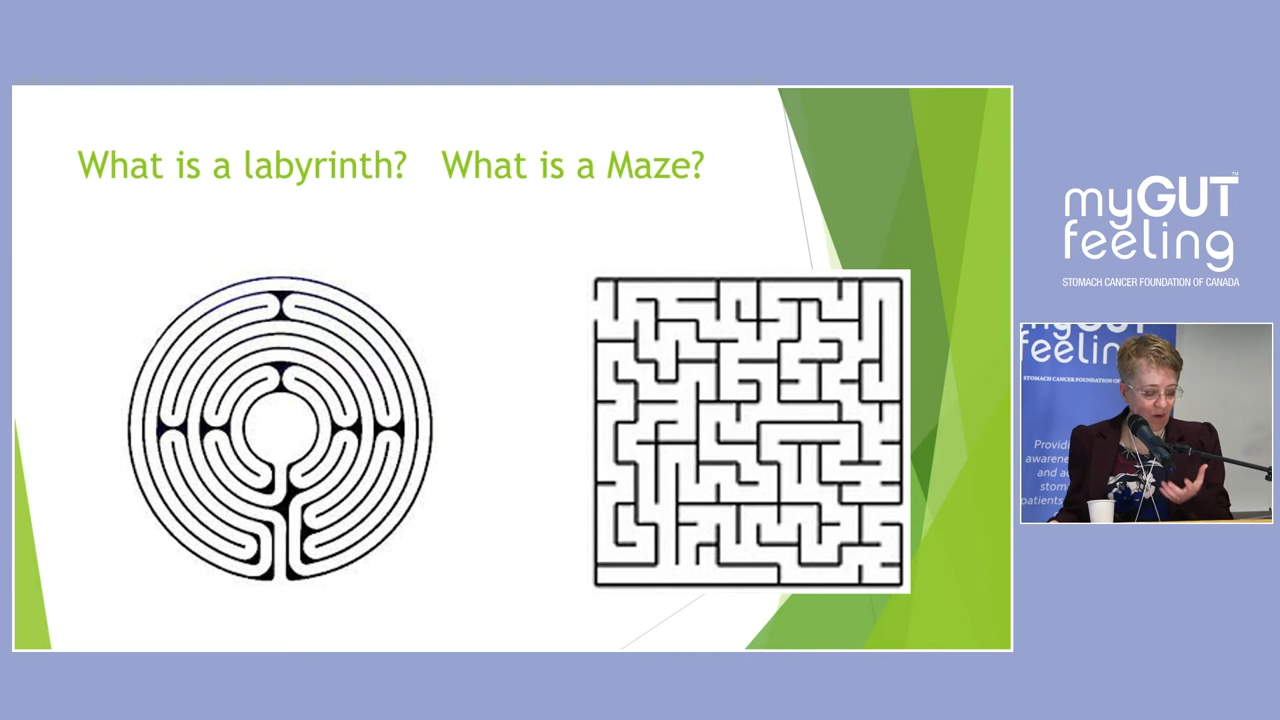 What is a labyrinth? What is a Maze?
myGUT™
feeling
STOMACH CANCER FOUNDATION OF CANADA
myGUT
feelin
STOMACH CANCER FOUNDATION OF
Providi
awarene
and a
stom
patients